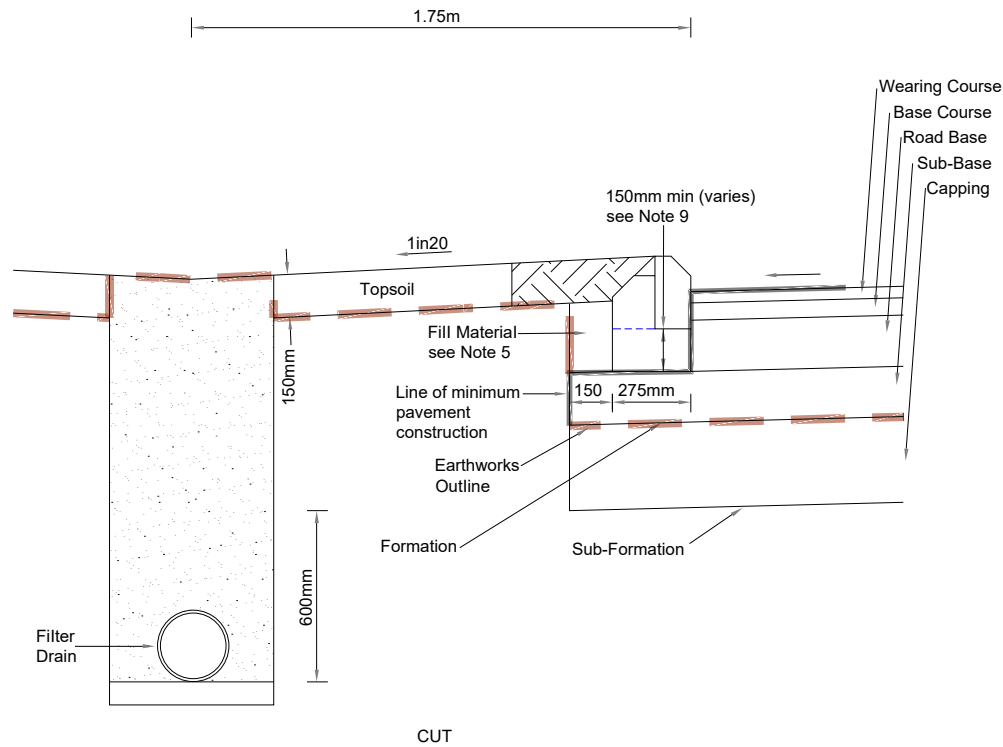 1.75m
Wearing Course
Base Course
Road Base
Sub-Base
Capping
150mm min (varies)
see Note 9
1in20
Topsoil
Fill Material
see Note 5
150mm
Line of minimum
pavement
construction
150
275mm
Earthworks
Outline
Formation
Sub-Formation
600mm
Filter
Drain
CUT